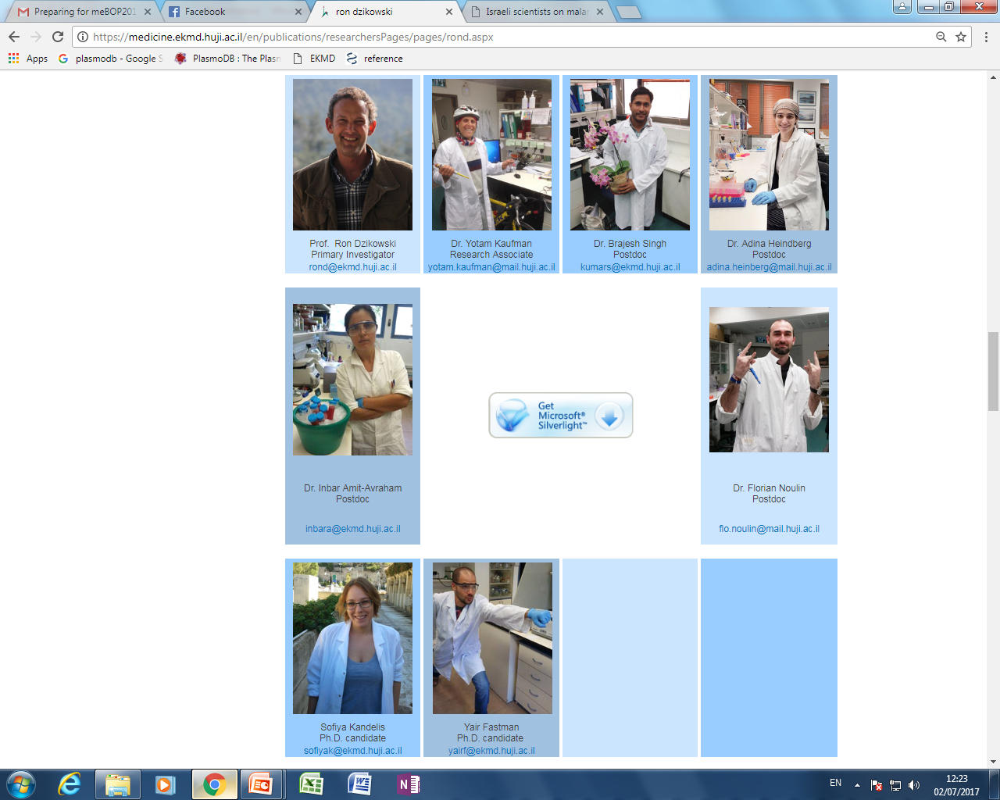 Preparing for meBOP201
Facebook
ron dzikowski
Israeli scientists on malar
https://medicine.ekmd.huji.ac.il/en/publications/researchersPages/pages/rond.aspx
Apps
plasmodb - Google S
PlasmoDB : The Plasm
EKMD
reference
Prof. Ron Dzikowski
Primary Investigator
rond@ekmd.huji.ac.il
Dr. Yotam Kaufman
Research Associate
yotam.kaufman@mail.huji.ac.il
Dr. Brajesh Singh
Postdoc
kumars@ekmd.huji.ac.il
Dr. Adina Heindberg
Postdoc
adina.heinberg@mail.huji.ac.il
Dr. Inbar Amit-Avraham
Postdoc
inbara@ekmd.huji.ac.il
Get
Microsoft®
Silverlight™
Dr. Florian Noulin
Postdoc
flo.noulin@mail.huji.ac.il
Sofiya Kandelis
Ph.D. candidate
sofiyak@ekmd.huji.ac.il
Yair Fastman
Ph.D. candidate
yairf@ekmd.huji.ac.il
EN
12:23
02/07/2017